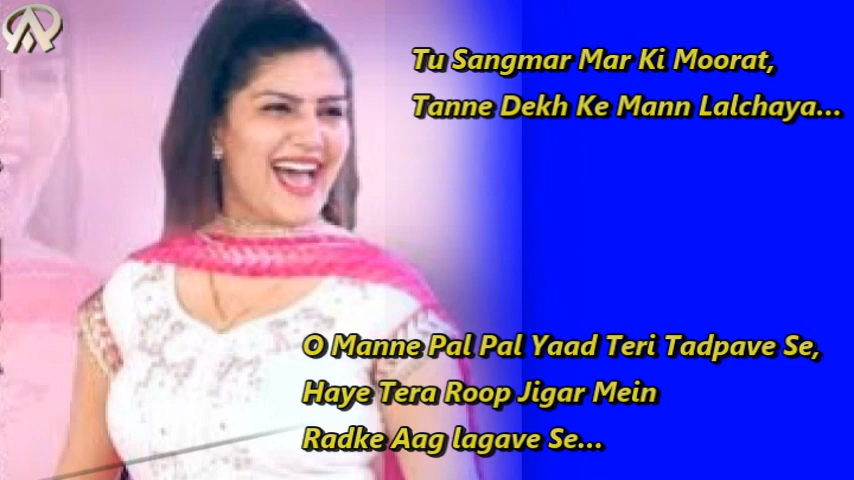 Tu Sangmar Mar Ki Moorat,
Tanne Dekh Ke Mann Lalchaya...
O Manne Pal Pal Yaad Teri Tadpave Se,
Haye Tera Roop Jigar Mein
Radke Aag lagave Se...